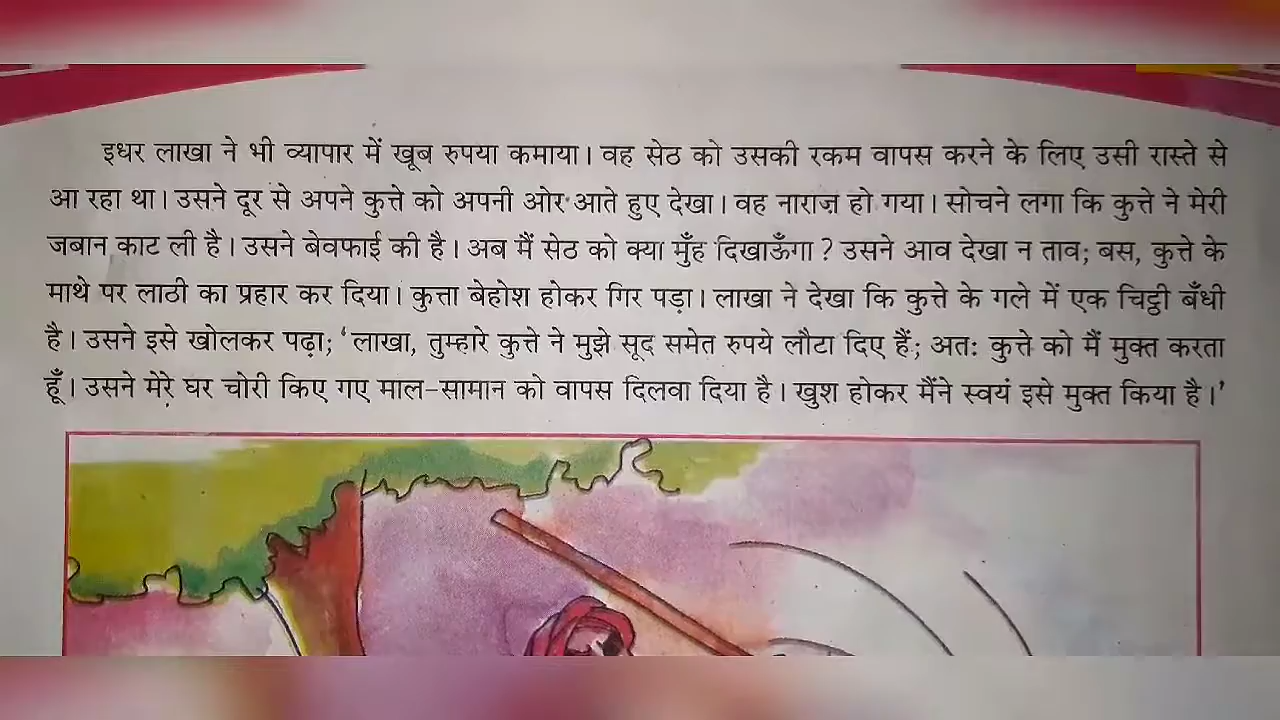 इधर लाखा ने भी व्यापार में खूब रुपया कमाया। वह सेठ को उसकी रकम वापस करने के लिए उसी रास्ते से
आ रहा था। उसने दूर से अपने कुत्ते को अपनी ओर आते हुए देखा। वह नाराज़ हो गया। सोचने लगा कि कुत्ते ने मेरी
जबान काट ली है। उसने बेवफाई की है। अब मैं सेठ को क्या मुँह दिखाऊँगा? उसने आव देखा न ताव; बस, कुत्ते के
माथे पर लाठी का प्रहार कर दिया। कुत्ता बेहोश होकर गिर पड़ा। लाखा ने देखा कि कुत्ते के गले में एक चिट्ठी बँधी
है। उसने इसे खोलकर पढ़ा; ‘लाखा, तुम्हारे कुत्ते ने मुझे सूद समेत रुपये लौटा दिए हैं; अतः कुत्ते को मैं मुक्त करता
हूँ। उसने मेरे घर चोरी किए गए माल-सामान को वापस दिलवा दिया है। खुश होकर मैंने स्वयं इसे मुक्त किया है।’